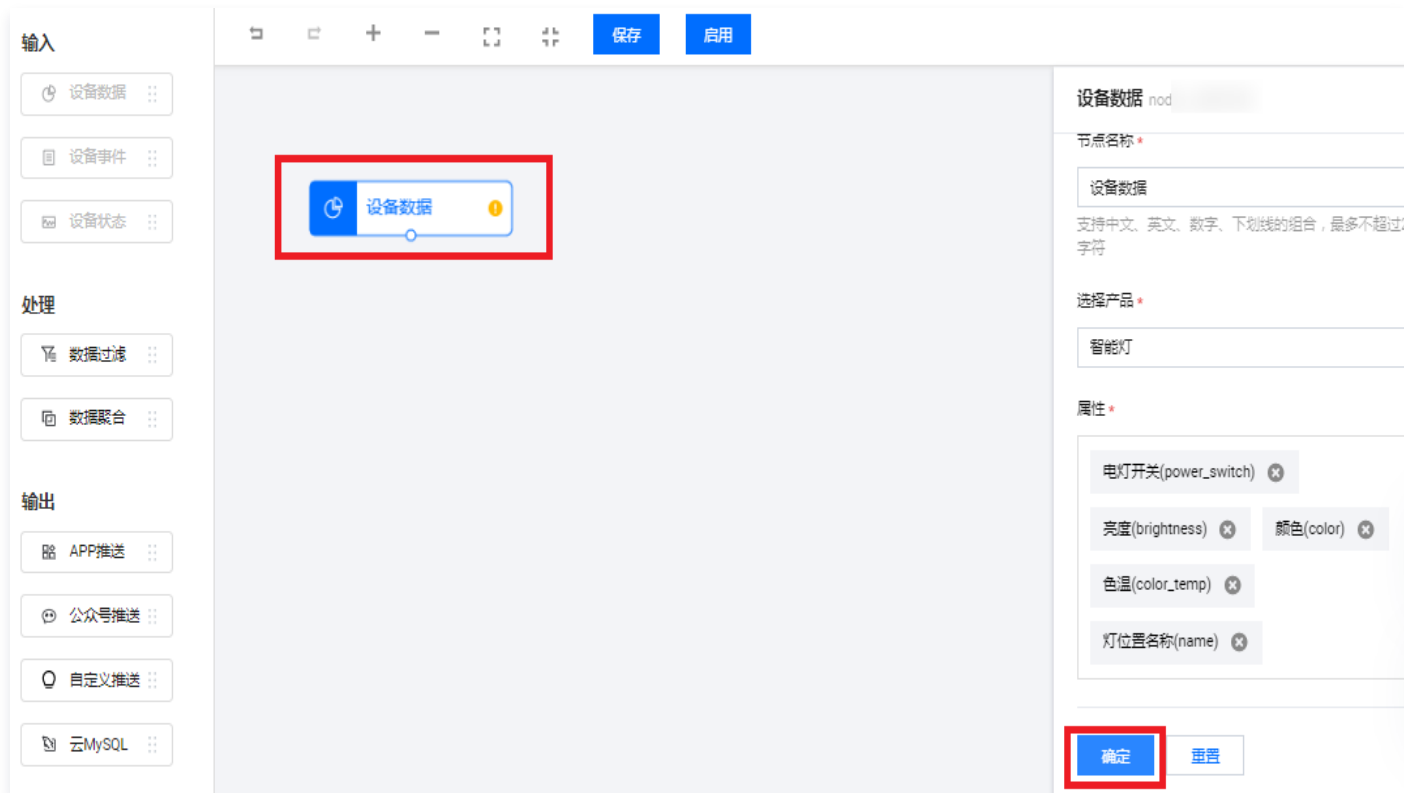 保存
启用
输入
设备数据
设备事件
设备状态
处理
数据过滤
数据聚合
输出
APP推送
公众号推送
自定义推送
云MySQL
设备数据
设备数据 nod
节点名称 *
设备数据
支持中文、英文、数字、下划线的组合，最多不超过
字符
选择产品 *
智能灯
属性 *
电灯开关(power_switch)
亮度(brightness) 颜色(color)
色温(color_temp)
灯位置名称(name)
确定 重置